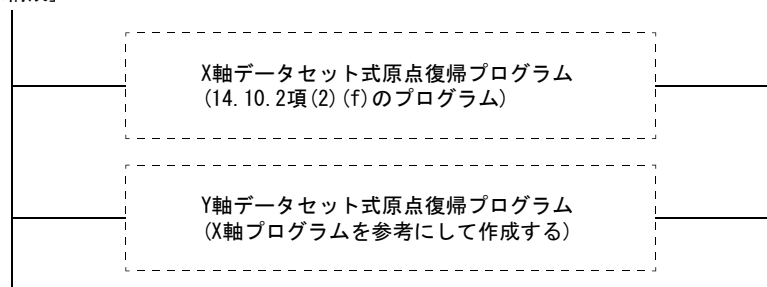 X軸データセット式原点復帰プログラム
(14.10.2項(2)(f)のプログラム)
Y軸データセット式原点復帰プログラム
(X軸プログラムを参考にして作成する)